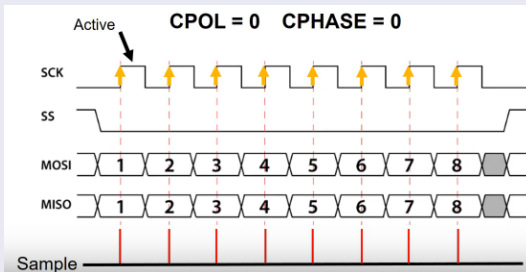 CPOL = 0 CPHASE = 0
Active
SCK
SS
MOSI 1 2 3 4 5 6 7 8
MISO 1 2 3 4 5 6 7 8
Sample